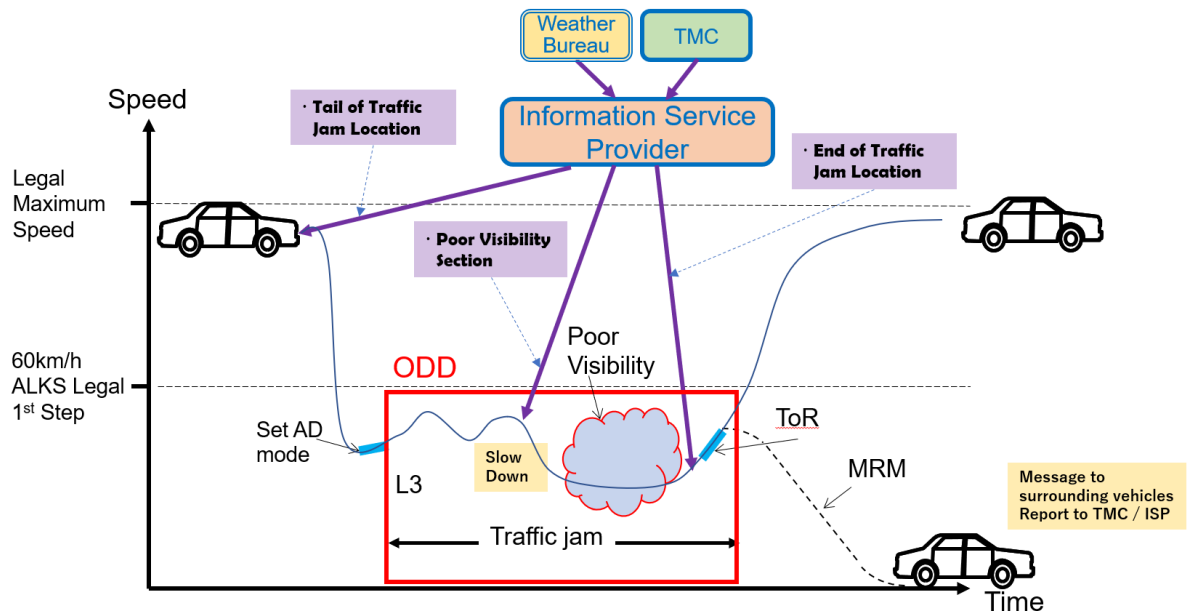 Weather
Bureau
TMC
Speed
· Tail of Traffic
Jam Location
Information Service
Provider
· End of Traffic
Jam Location
Legal
Maximum
Speed
· Poor Visibility
Section
60km/h
ALKS Legal
1st Step
ODD
Poor
Visibility
Set AD
mode
ToR
L3
Slow
Down
MRM
Message to
surrounding vehicles
Report to TMC / ISP
Traffic jam
Time